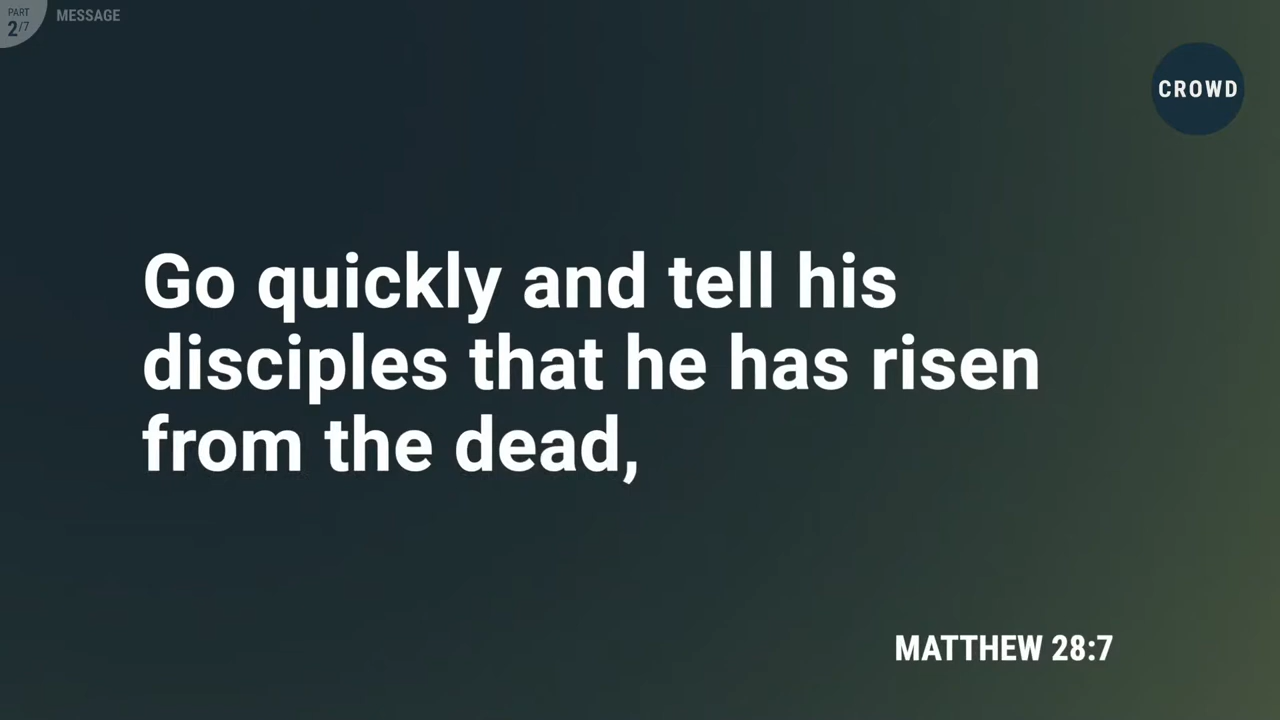 PART
2/7
MESSAGE
CROWD
Go quickly and tell his
disciples that he has risen
from the dead,
MATTHEW 28:7